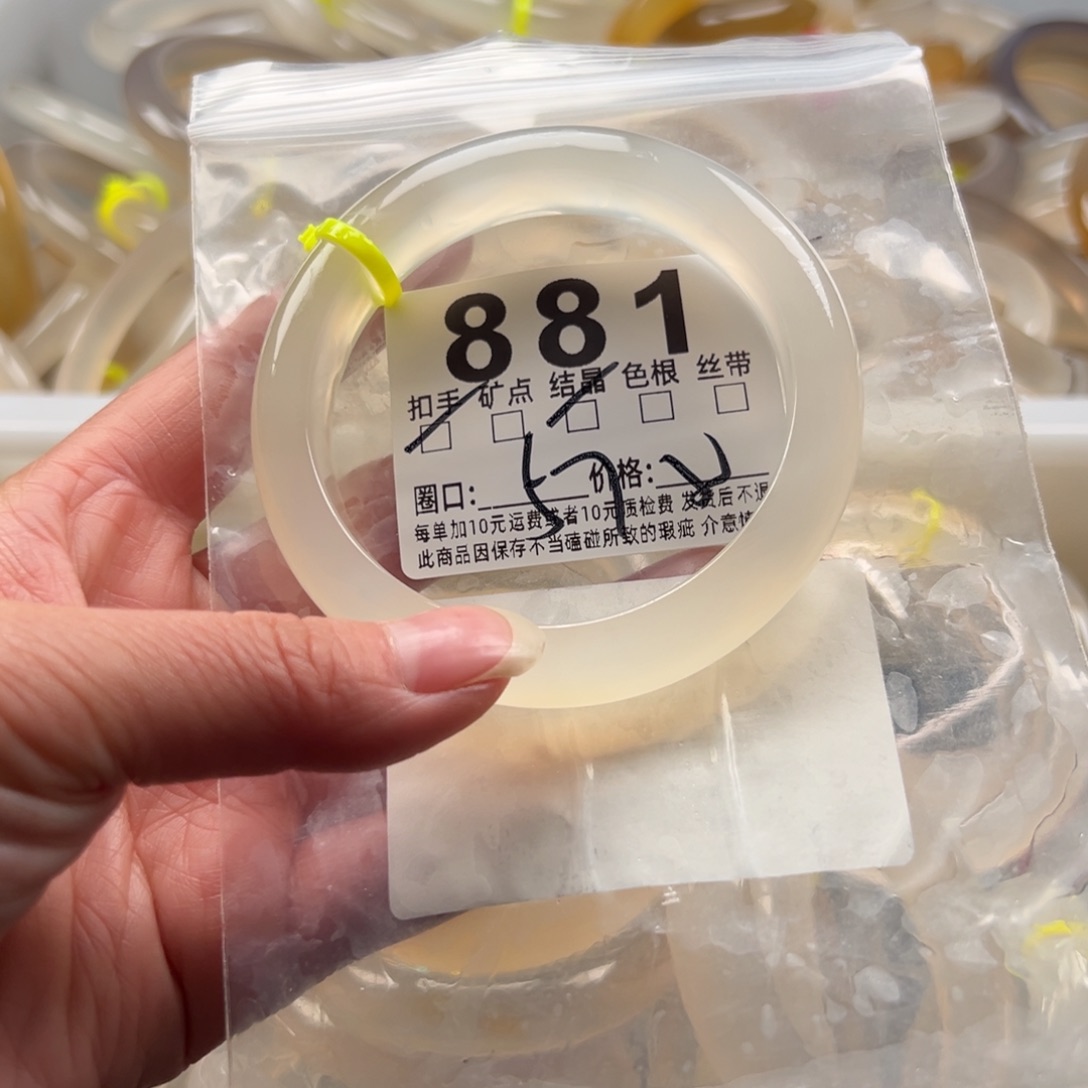 881
扣手 矿点 结晶 色根 丝带
圈口: 价格:
每单加10元运费或者10元质检费 发货后不退
此商品因保存不当磕碰所致的瑕疵 介意慎